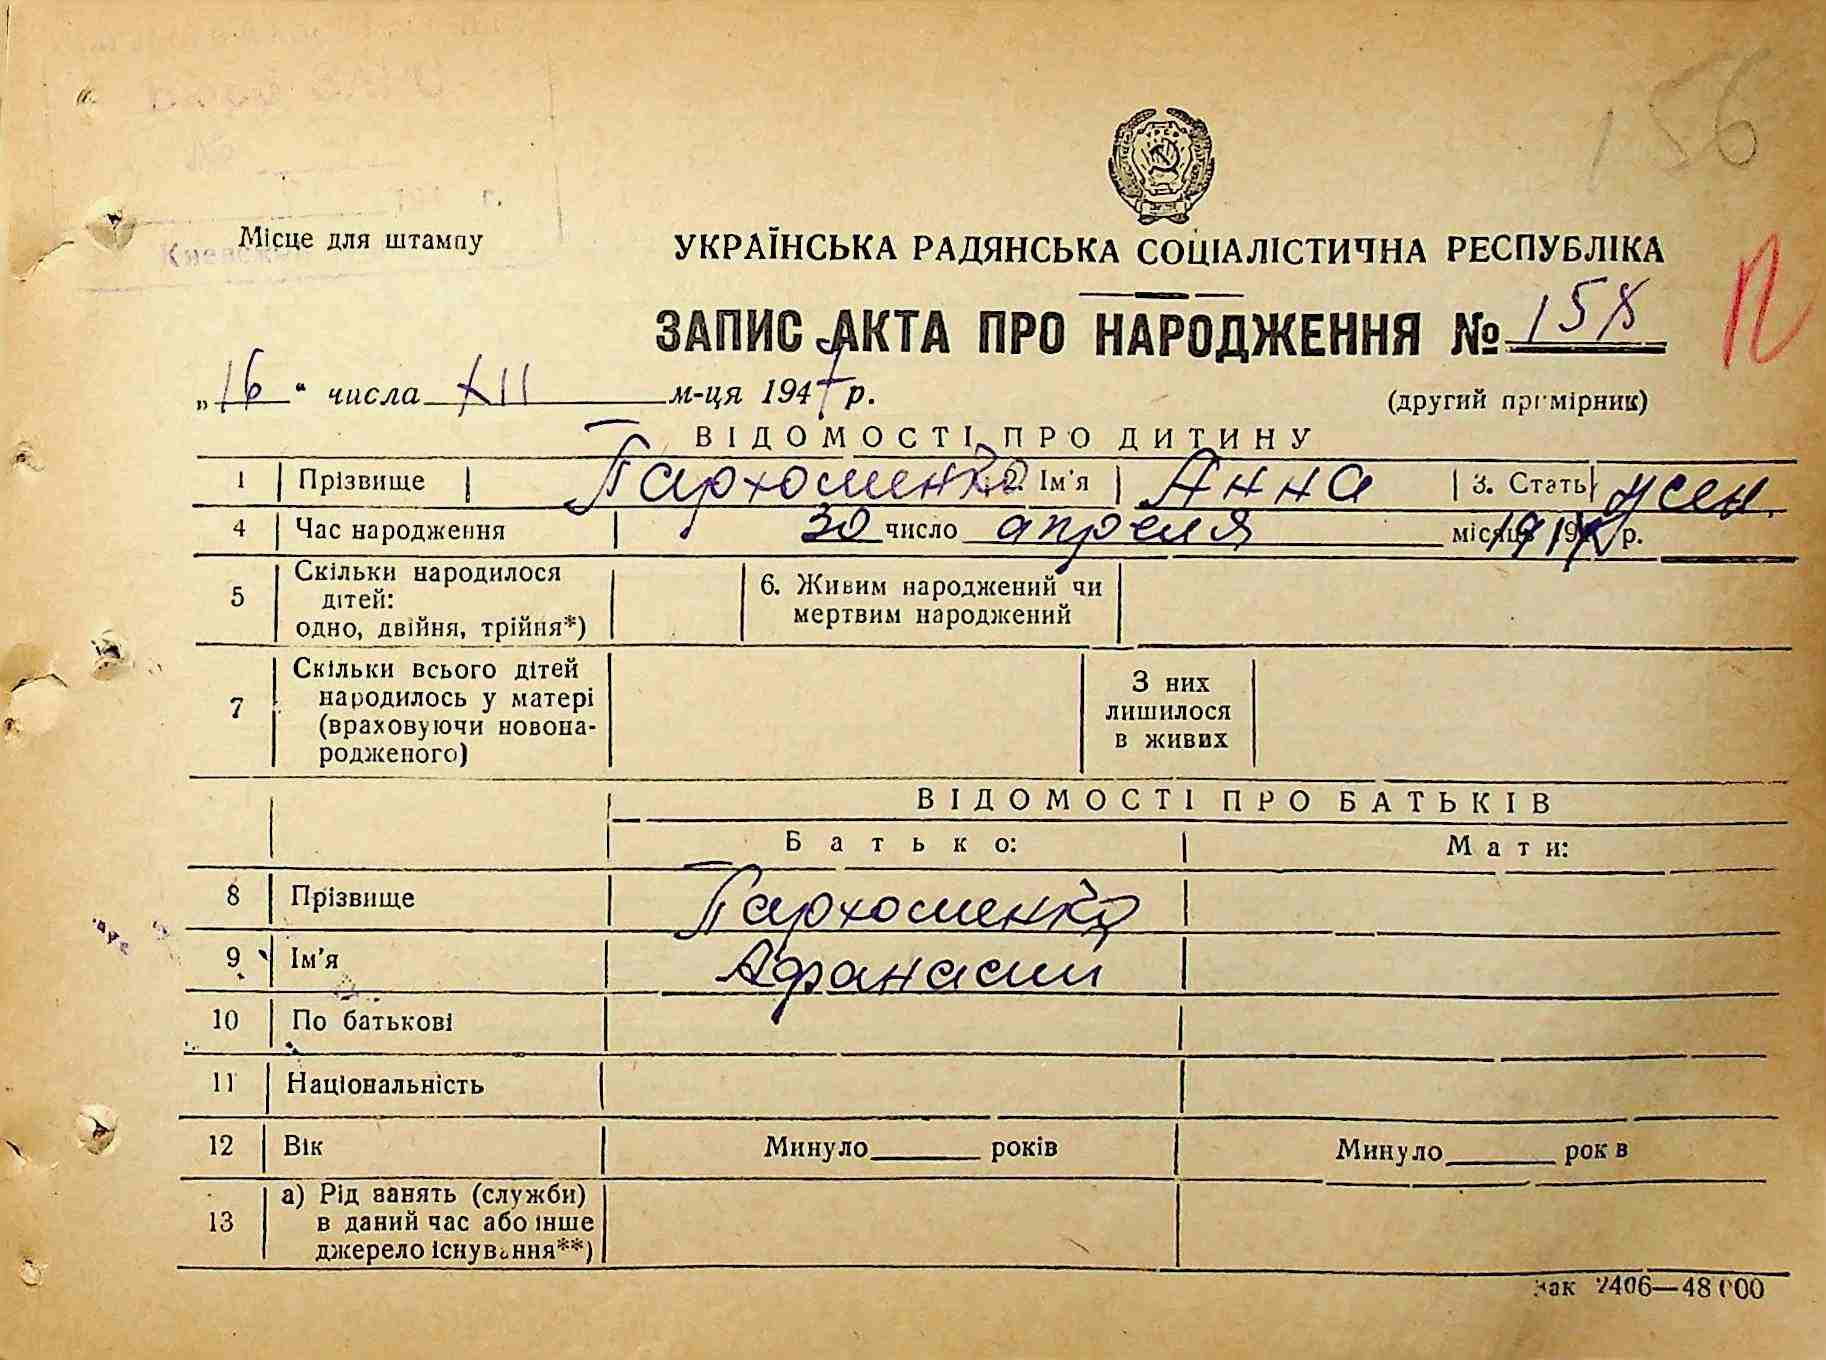 156
Місце для штампу
Киевской
УКРАЇНСЬКА РАДЯНСЬКА СОЦІАЛІСТИЧНА РЕСПУБЛІКА
П
ЗАПИС АКТА ПРО НАРОДЖЕННЯ № 158
„16“ числа XII м-ця 1947 р.
(другий примірник)
ВІДОМОСТІ ПРО ДИТИНУ
1 Прізвище Пархоменко 2. Ім'я Анна 3. Стать жен.
4 Час народження 30 число апреля місяця р.
5 Скільки народилося дітей: одно, двійня, трійня*) 6. Живим народжений чи мертвим народжений
7 Скільки всього дітей народилось у матері (враховуючи новонародженого) З них лишилося в живих
ВІДОМОСТІ ПРО БАТЬКІВ
Батько: Мати:
8 Прізвище Пархоменко
9 Ім'я Афанасий
10 По батькові
11 Національність
12 Вік Минуло років Минуло рок в
13 а) Рід занять (служби) в даний час або інше джерело існування**)
Зак 2406—48000